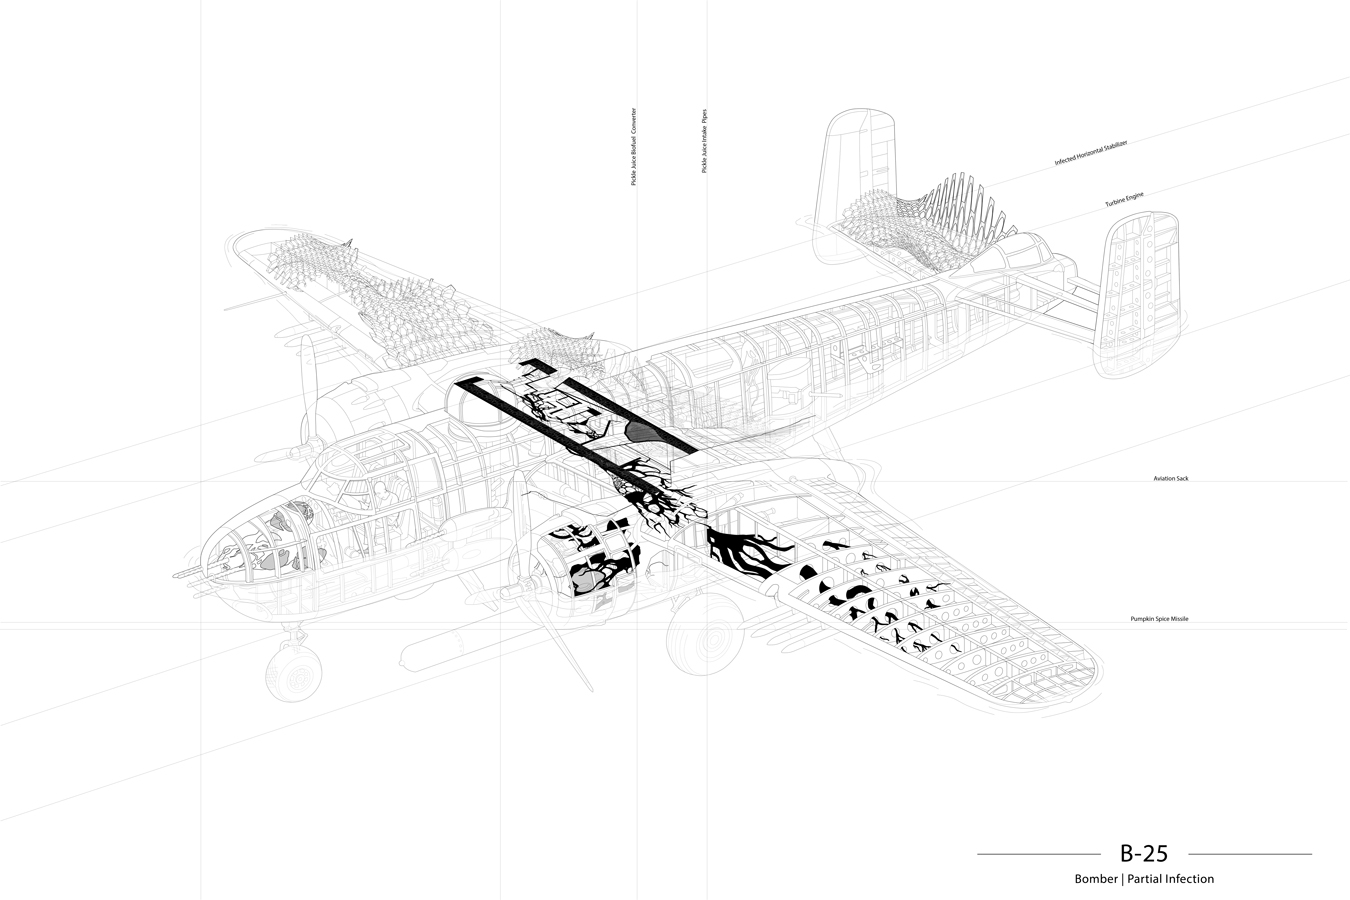 Pickle Juice Biofuel Converter
Pickle Juice Intake Pipes
Infected Horizontal Stabilizer
Turbine Engine
Aviation Sack
Pumpkin Spice Missile
B-25
Bomber | Partial Infection